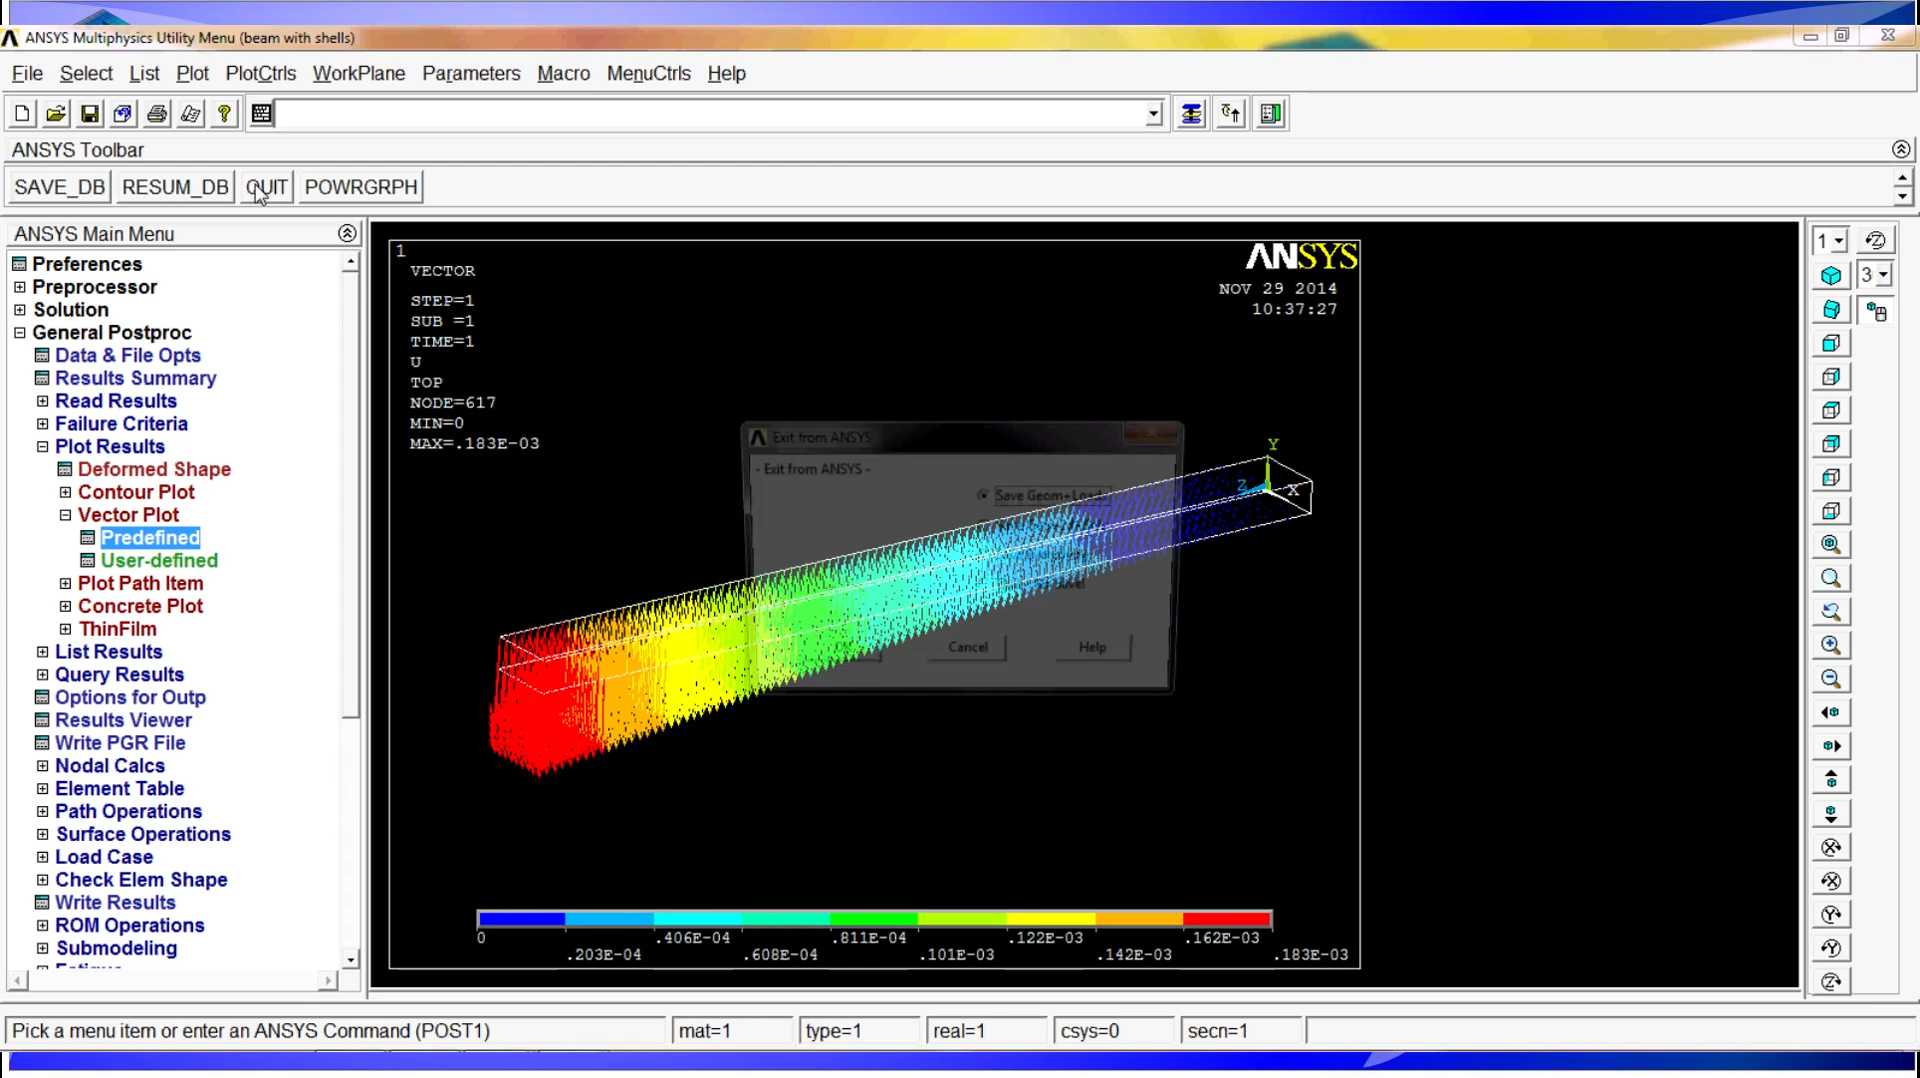 ANSYS Multiphysics Utility Menu (beam with shells)
File Select List Plot PlotCtrls WorkPlane Parameters Macro MenuCtrls Help
ANSYS Toolbar
SAVE_DB RESUM_DB QUIT POWRGRPH
ANSYS Main Menu
Preferences
Preprocessor
Solution
General Postproc
Data & File Opts
Results Summary
Read Results
Failure Criteria
Plot Results
Deformed Shape
Contour Plot
Vector Plot
Predefined
User-defined
Plot Path Item
Concrete Plot
ThinFilm
List Results
Query Results
Options for Outp
Results Viewer
Write PGR File
Nodal Calcs
Element Table
Path Operations
Surface Operations
Load Case
Check Elem Shape
Write Results
ROM Operations
Submodeling
1
VECTOR
STEP=1
SUB =1
TIME=1
U
TOP
NODE=617
MIN=0
MAX=.183E-03
ANSYS
NOV 29 2014
10:37:27
Exit from ANSYS
- Exit from ANSYS -
Save Geom+Loads
Cancel Help
Y
Z X
0 .406E-04 .811E-04 .122E-03 .162E-03
.203E-04 .608E-04 .101E-03 .142E-03 .183E-03
1
3
Pick a menu item or enter an ANSYS Command (POST1) mat=1 type=1 real=1 csys=0 secn=1